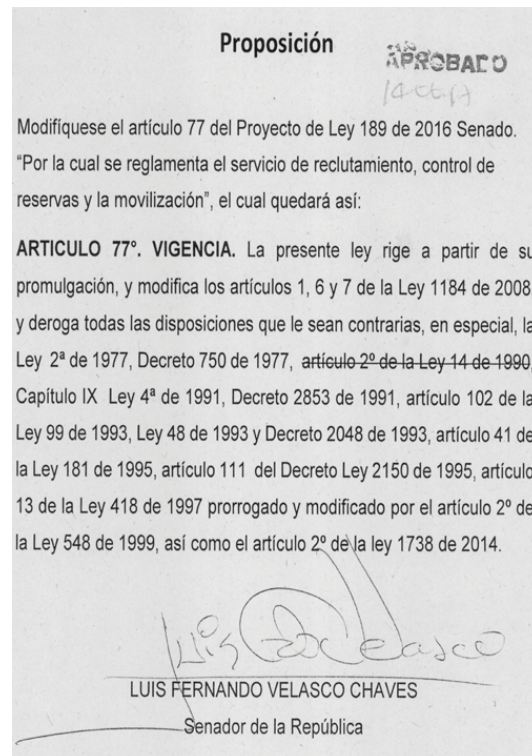 Proposición
APROBADO
Modifíquese el artículo 77 del Proyecto de Ley 189 de 2016 Senado.
“Por la cual se reglamenta el servicio de reclutamiento, control de
reservas y la movilización”, el cual quedará así:
ARTICULO 77°. VIGENCIA. La presente ley rige a partir de su
promulgación, y modifica los artículos 1, 6 y 7 de la Ley 1184 de 2008
y deroga todas las disposiciones que le sean contrarias, en especial, la
Ley 2ª de 1977, Decreto 750 de 1977, artículo 2º de la Ley 14 de 1990,
Capítulo IX Ley 4ª de 1991, Decreto 2853 de 1991, artículo 102 de la
Ley 99 de 1993, Ley 48 de 1993 y Decreto 2048 de 1993, artículo 41 de
la Ley 181 de 1995, artículo 111 del Decreto Ley 2150 de 1995, artículo
13 de la Ley 418 de 1997 prorrogado y modificado por el artículo 2º de
la Ley 548 de 1999, así como el artículo 2º de la ley 1738 de 2014.
Luis Fdo Velasco
LUIS FERNANDO VELASCO CHAVES
Senador de la República